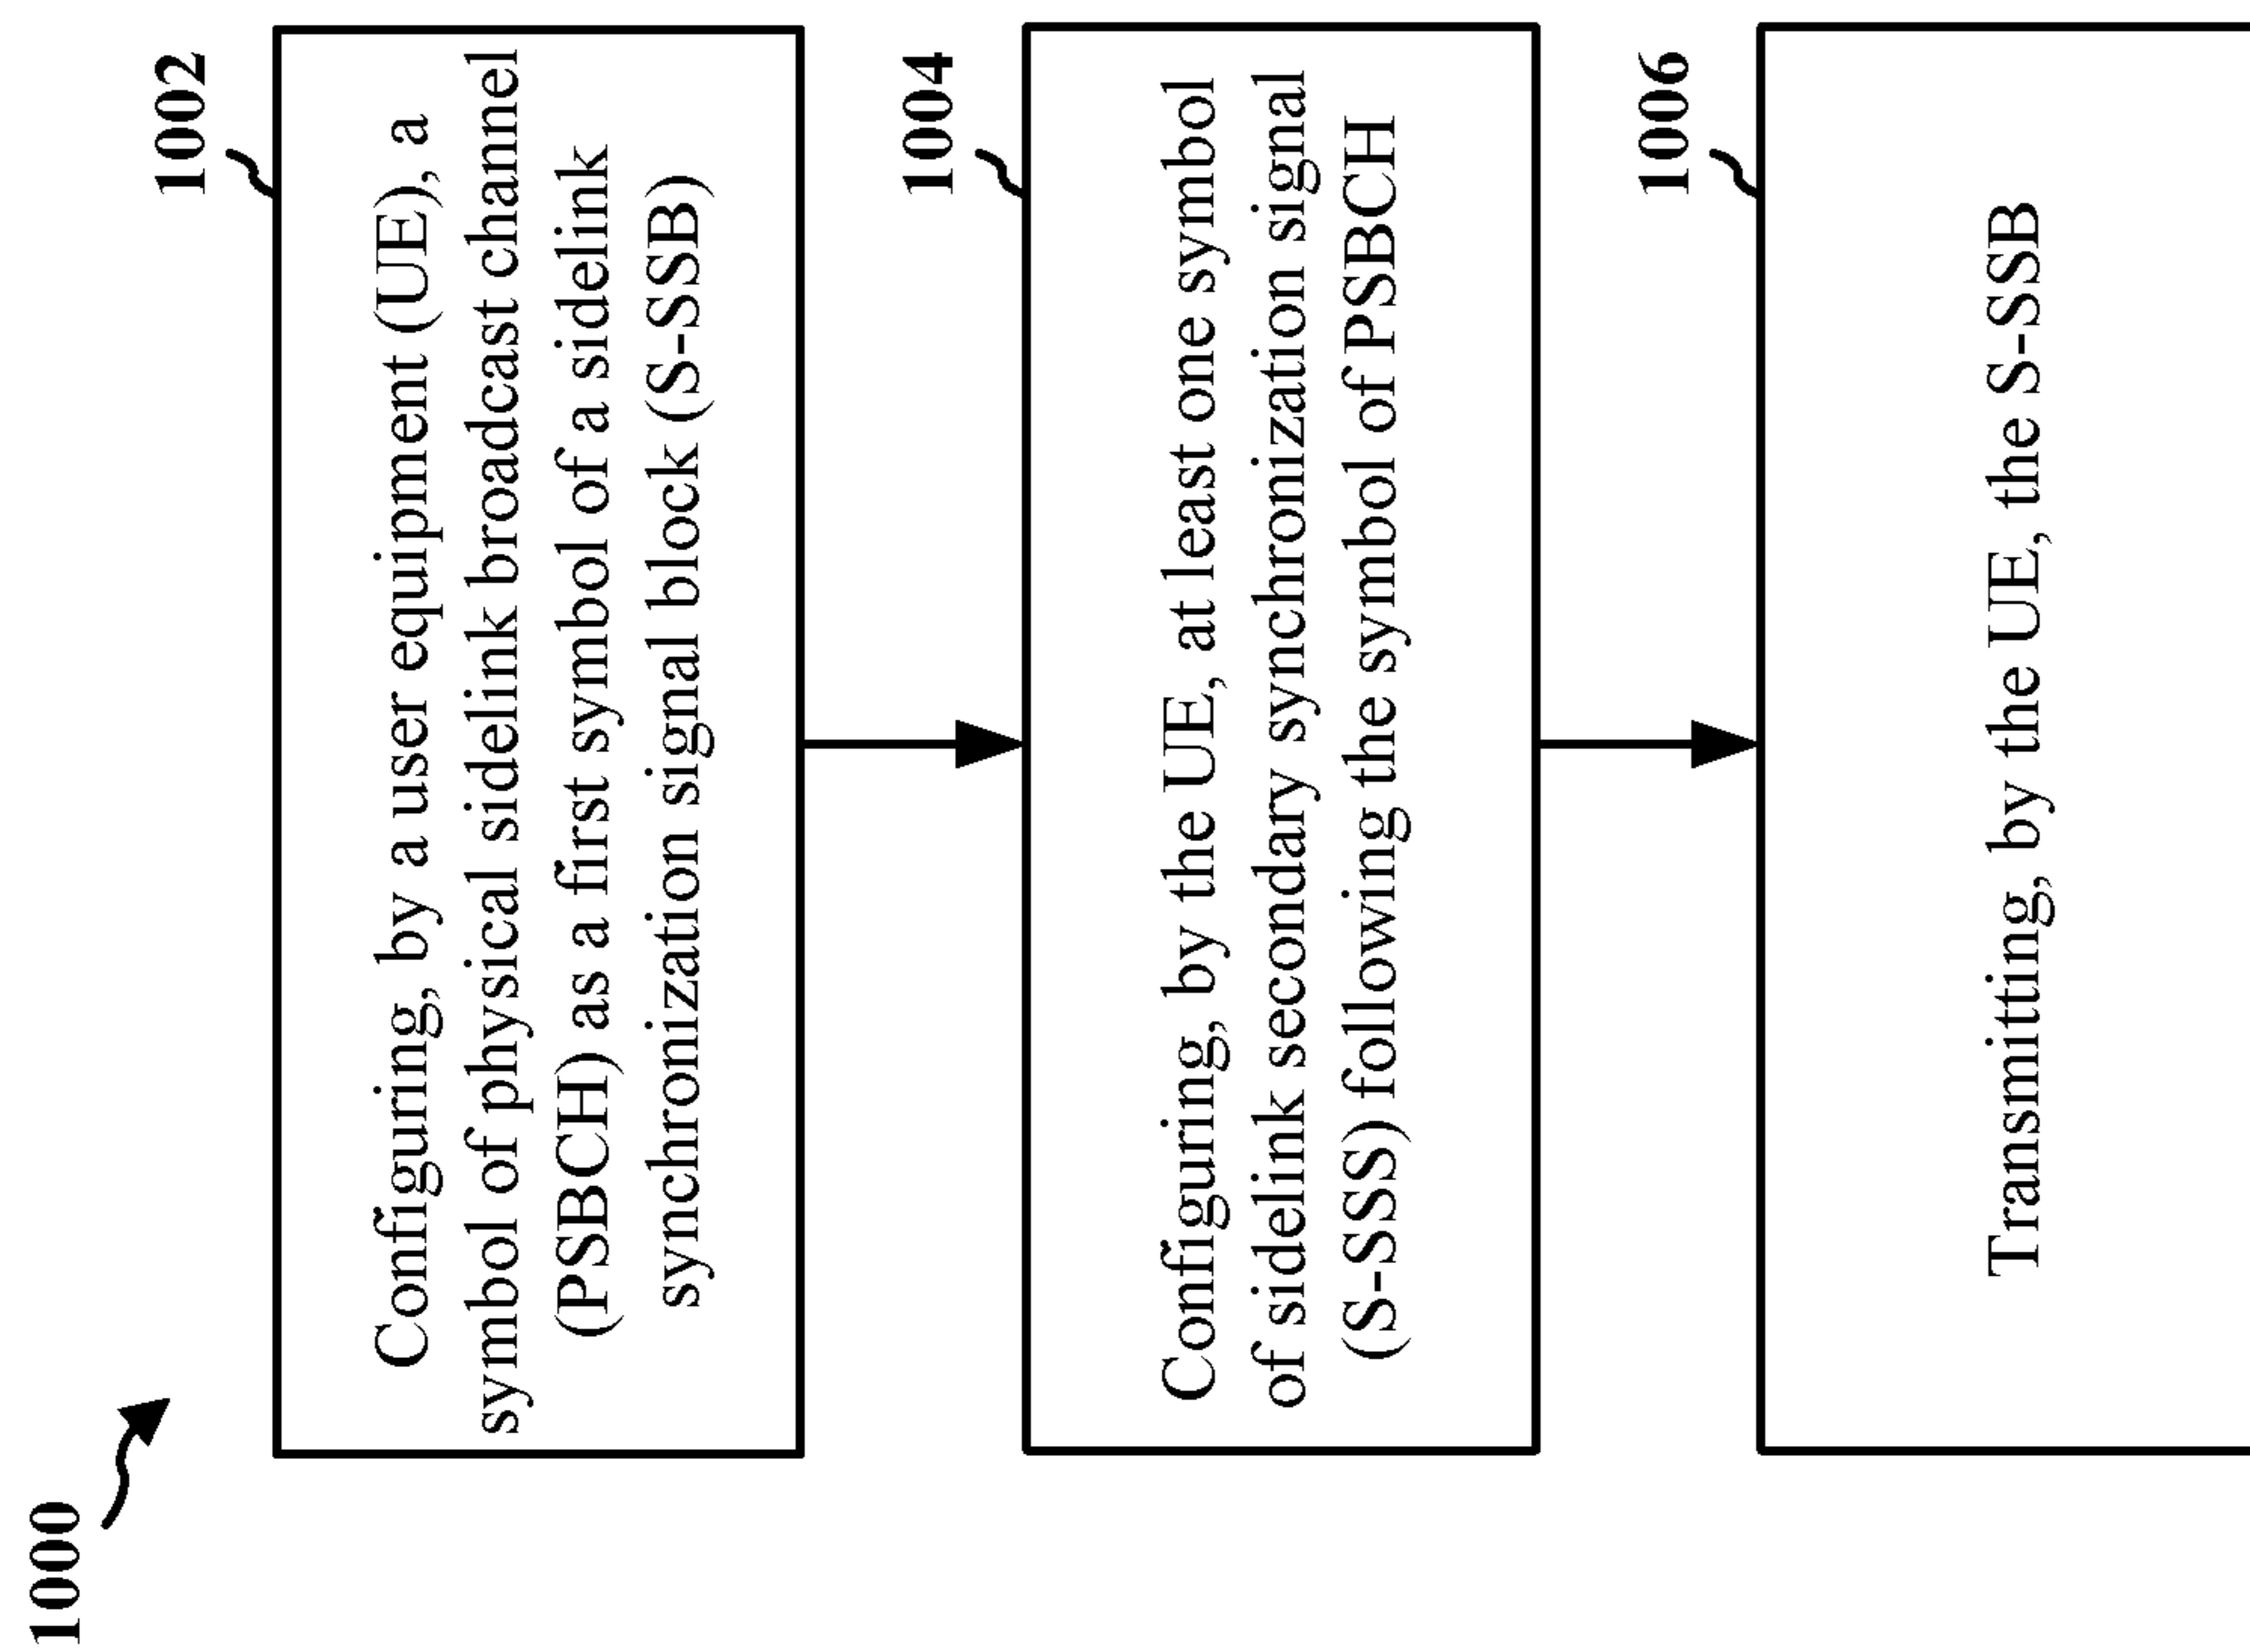 1000
1002
Configuring, by a user equipment (UE), a
symbol of physical sidelink broadcast channel
(PSBCH) as a first symbol of a sidelink
synchronization signal block (S-SSB)
1004
Configuring, by the UE, at least one symbol
of sidelink secondary synchronization signal
(S-SSS) following the symbol of PSBCH
1006
Transmitting, by the UE, the S-SSB